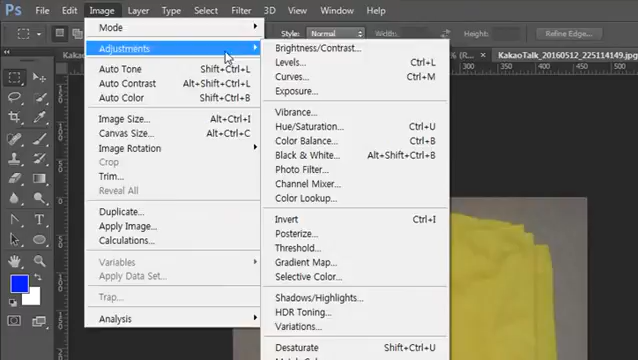 Ps File Edit Image Layer Type Select Filter 3D View Window Help
Style: Normal Width: Height: Refine Edge...
Mode
Adjustments
Auto Tone Shift+Ctrl+L
Auto Contrast Alt+Shift+Ctrl+L
Auto Color Shift+Ctrl+B
Image Size... Alt+Ctrl+I
Canvas Size... Alt+Ctrl+C
Image Rotation
Crop
Trim...
Reveal All
Duplicate...
Apply Image...
Calculations...
Variables
Apply Data Set...
Trap...
Analysis
Brightness/Contrast...
Levels... Ctrl+L
Curves... Ctrl+M
Exposure...
Vibrance...
Hue/Saturation... Ctrl+U
Color Balance... Ctrl+B
Black & White... Alt+Shift+Ctrl+B
Photo Filter...
Channel Mixer...
Color Lookup...
Invert Ctrl+I
Posterize...
Threshold...
Gradient Map...
Selective Color...
Shadows/Highlights...
HDR Toning...
Variations...
Desaturate Shift+Ctrl+U
KakaoTalk_20160512_225114149.jpg